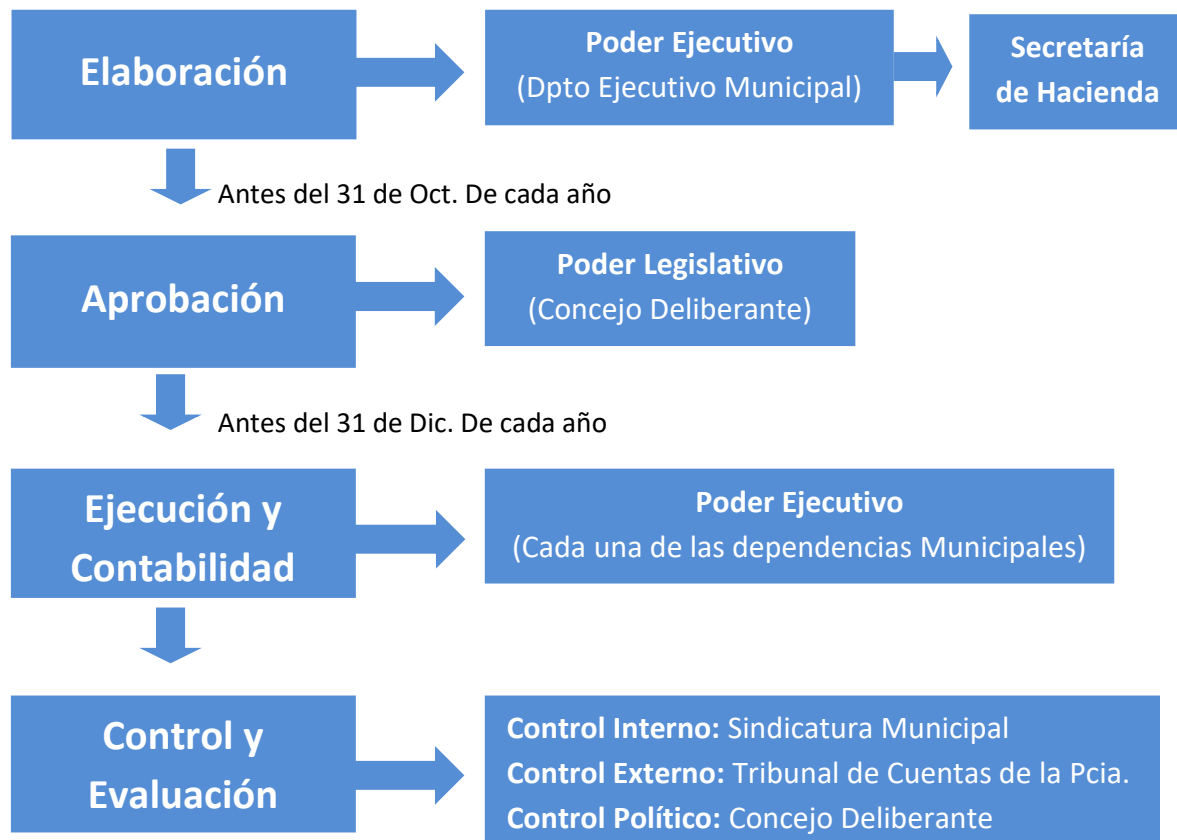 Elaboración
Poder Ejecutivo
(Dpto Ejecutivo Municipal)
Secretaría
de Hacienda
Antes del 31 de Oct. De cada año
Aprobación
Poder Legislativo
(Concejo Deliberante)
Antes del 31 de Dic. De cada año
Ejecución y
Contabilidad
Poder Ejecutivo
(Cada una de las dependencias Municipales)
Control y
Evaluación
Control Interno: Sindicatura Municipal
Control Externo: Tribunal de Cuentas de la Pcia.
Control Político: Concejo Deliberante